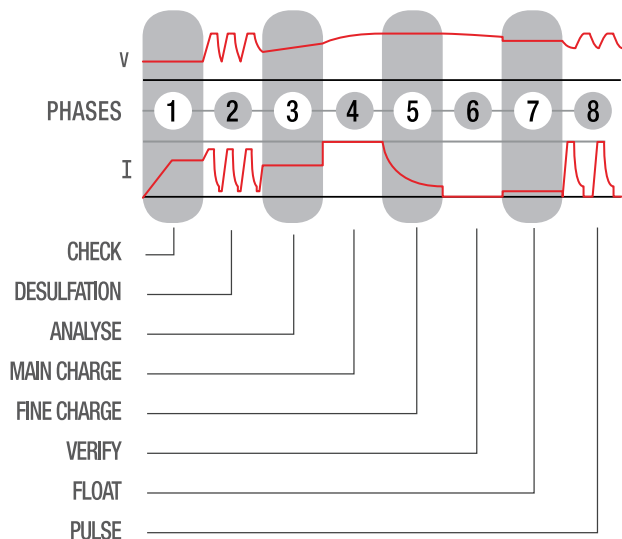 V
PHASES 1 2 3 4 5 6 7 8
I
CHECK
DESULFATION
ANALYSE
MAIN CHARGE
FINE CHARGE
VERIFY
FLOAT
PULSE